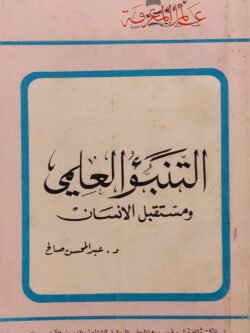 عالم المعرفة
التنبؤ العلمي
ومستقبل الانسان
د. عبد المحسن صالح